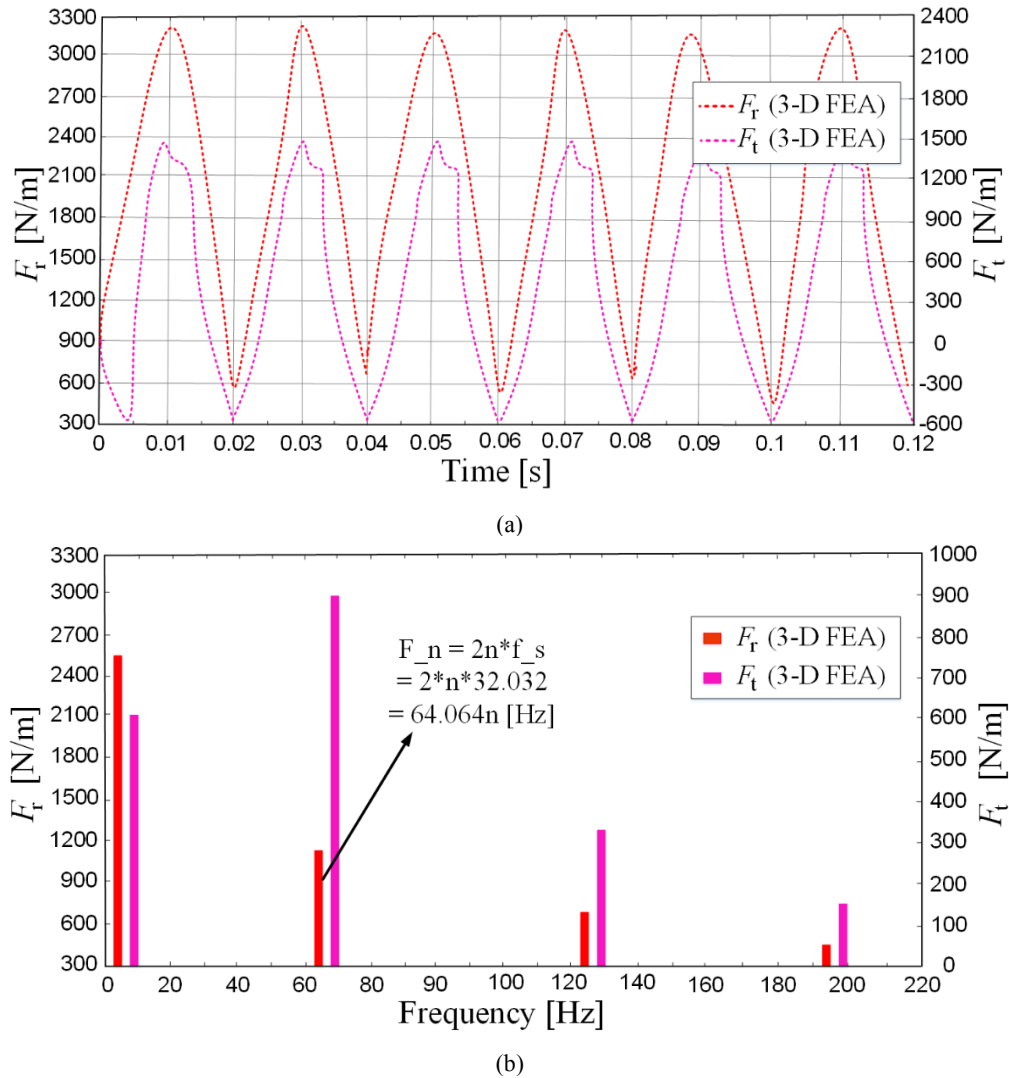 3300
3000
2700
2400
2100
1800
1500
1200
900
600
300
F_r [N/m]
2400
2100
1800
1500
1200
900
600
300
0
-300
-600
F_t [N/m]
F_r (3-D FEA)
F_t (3-D FEA)
0 0.01 0.02 0.03 0.04 0.05 0.06 0.07 0.08 0.09 0.1 0.11 0.12
Time [s]
(a)
3300
3000
2700
2400
2100
1800
1500
1200
900
600
300
F_r [N/m]
1000
900
800
700
600
500
400
300
200
100
0
F_t [N/m]
F_n = 2n*f_s
= 2*n*32.032
= 64.064n [Hz]
F_r (3-D FEA)
F_t (3-D FEA)
0 20 40 60 80 90 100 120 140 160 180 200 220
Frequency [Hz]
(b)